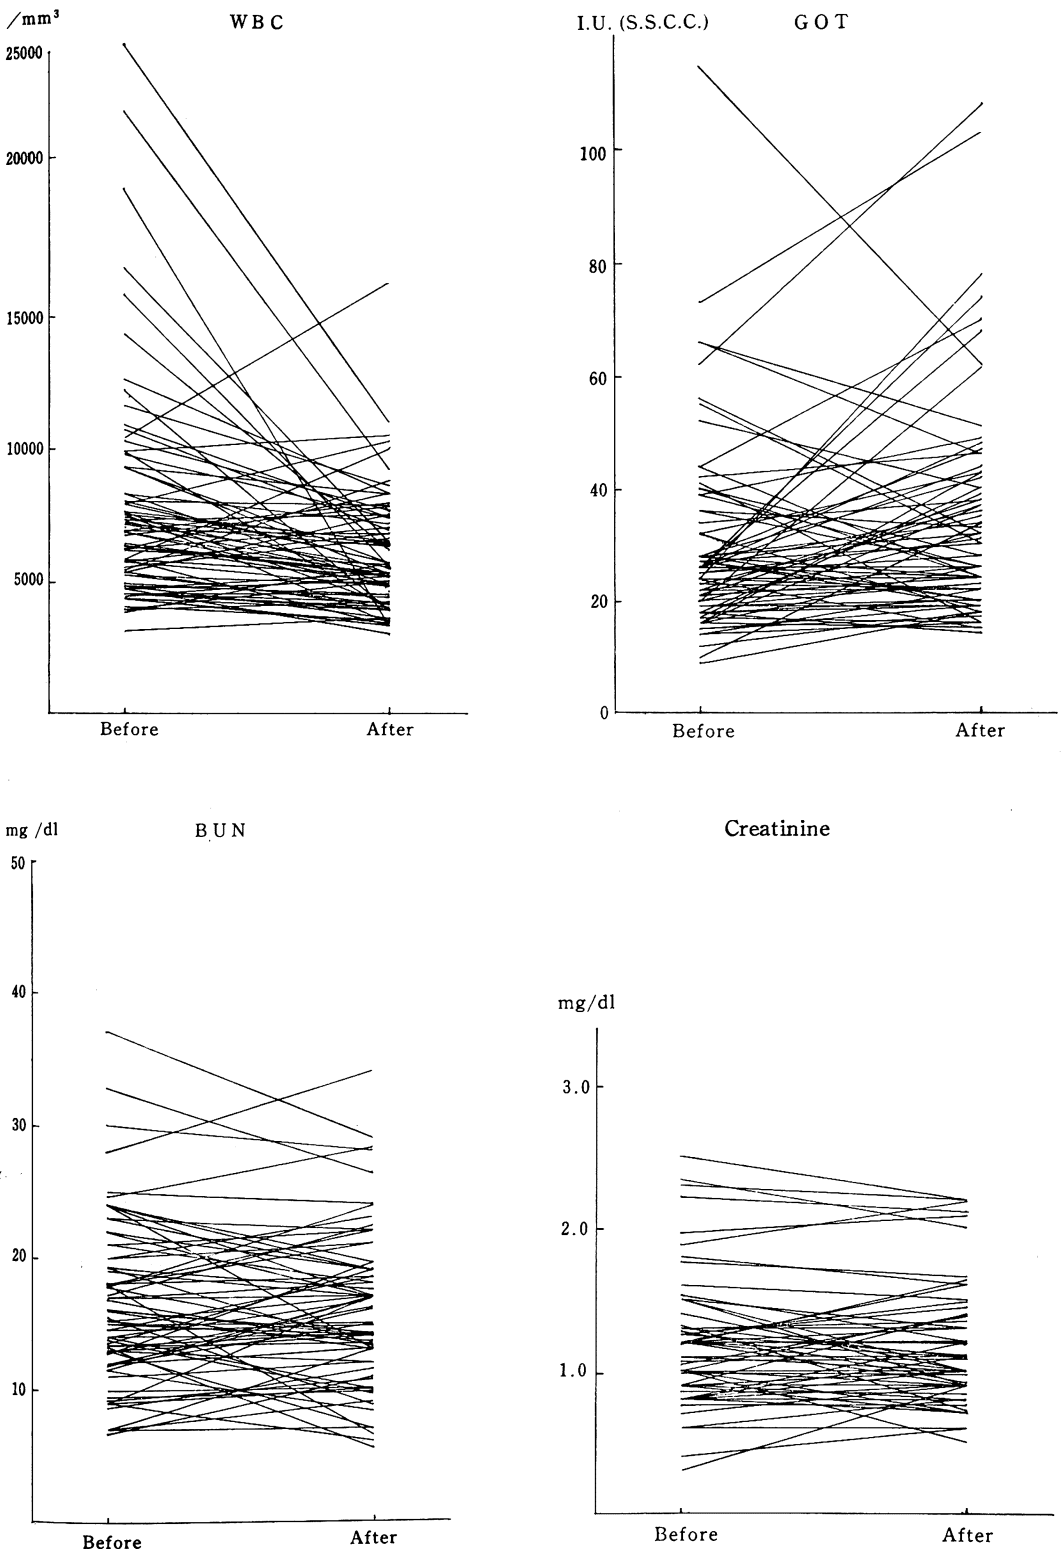 /mm³ WBC
25000
20000
15000
10000
5000
Before After
I.U. (S.S.C.C.) GOT
100
80
60
40
20
0
Before After
mg /dl BUN
50
40
30
20
10
Before After
Creatinine
mg/dl
3.0
2.0
1.0
Before After